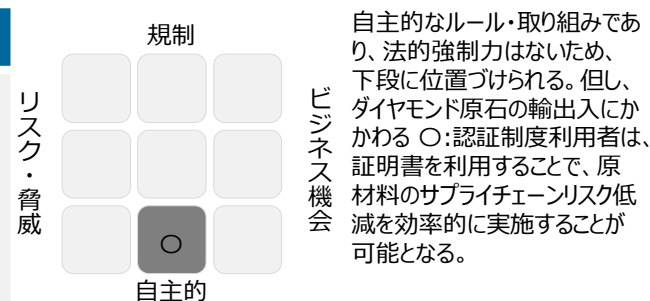 規制
リスク・脅威
ビジネス機会
〇
自主的
自主的なルール・取り組みであ
り、法的強制力はないため、
下段に位置づけられる。但し、
ダイヤモンド原石の輸出入にか
かわる 〇:認証制度利用者は、
証明書を利用することで、原
材料のサプライチェーンリスク低
減を効率的に実施することが
可能となる。